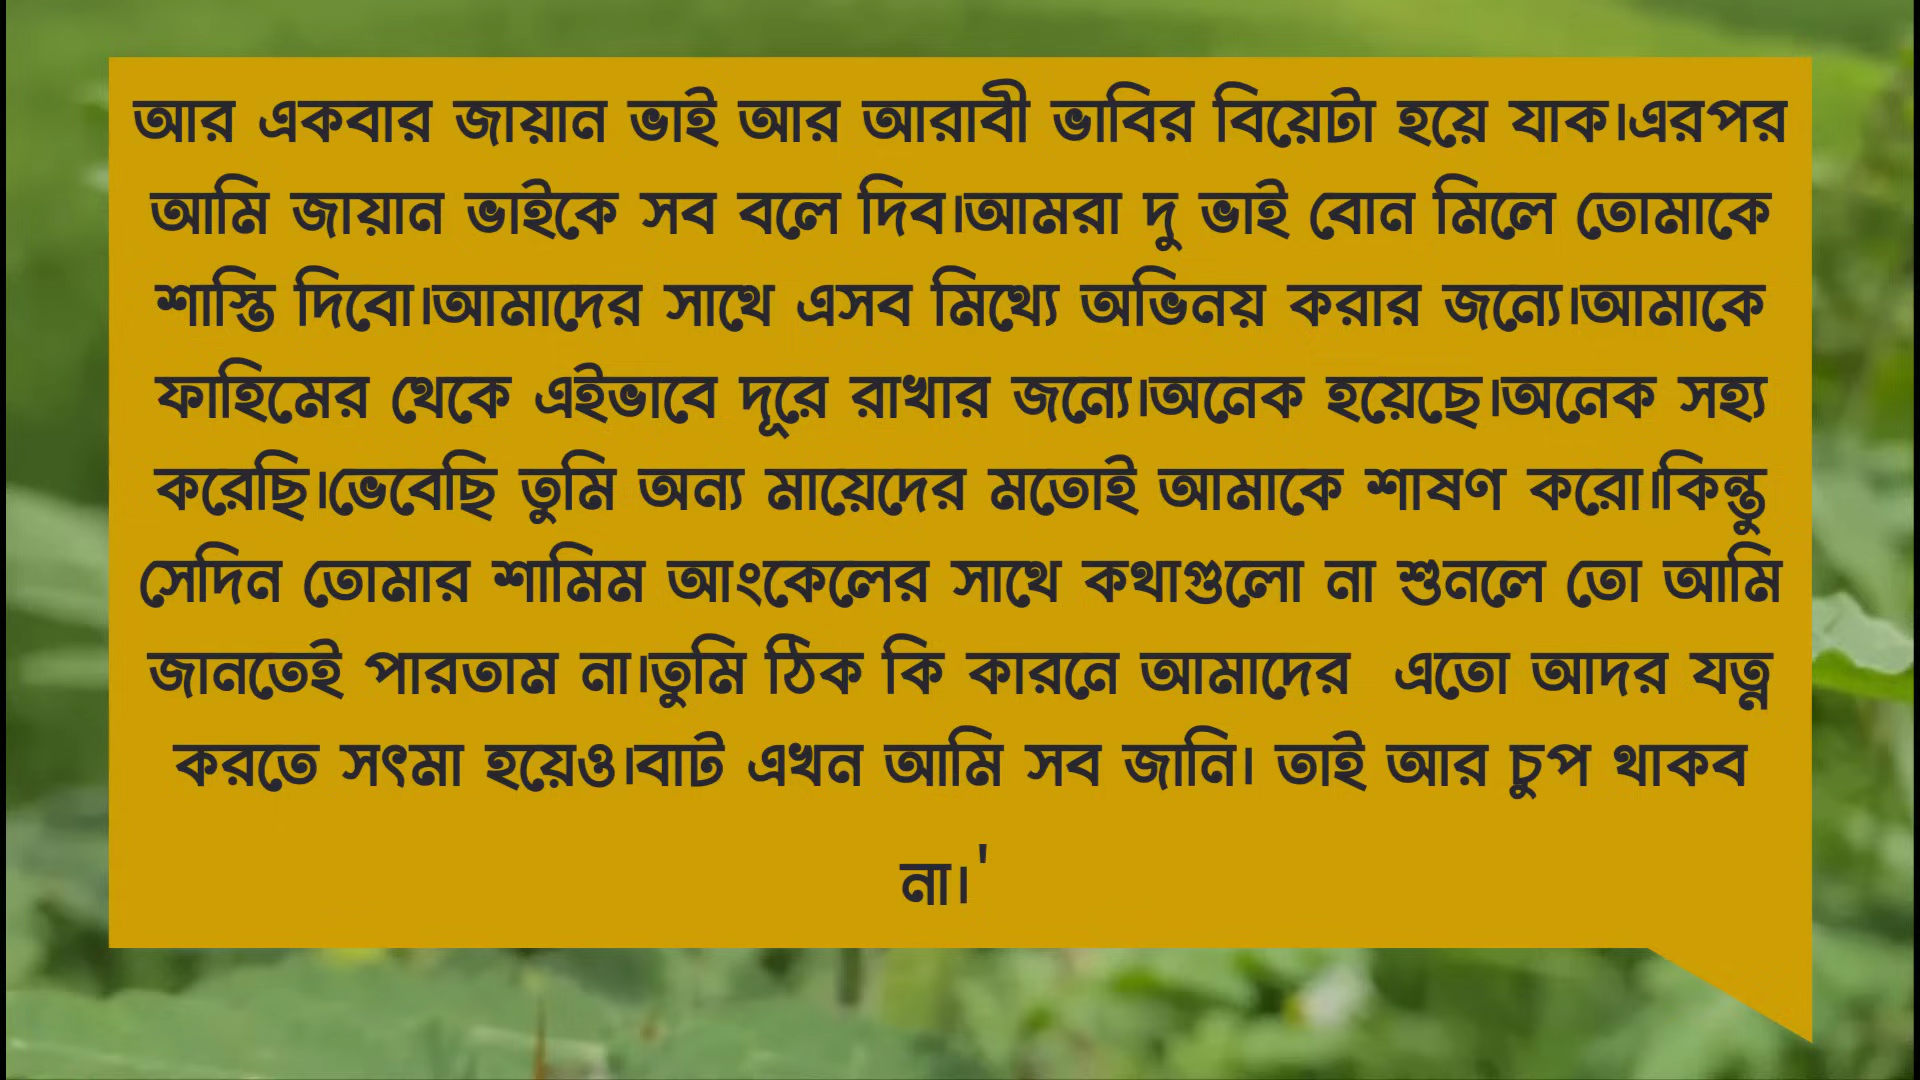 আর একবার জায়ান ভাই আর আরাবী ভাবির বিয়েটা হয়ে যাক।এরপর
আমি জায়ান ভাইকে সব বলে দিব।আমরা দু ভাই বোন মিলে তোমাকে
শাস্তি দিবো।আমাদের সাথে এসব মিথ্যে অভিনয় করার জন্যে।আমাকে
ফাহিমের থেকে এইভাবে দূরে রাখার জন্যে।অনেক হয়েছে।অনেক সহ্য
করেছি।ভেবেছি তুমি অন্য মায়েদের মতোই আমাকে শাষণ করো।কিন্তু
সেদিন তোমার শামিম আংকেলের সাথে কথাগুলো না শুনলে তো আমি
জানতেই পারতাম না।তুমি ঠিক কি কারনে আমাদের  এতো আদর যত্ন
করতে সৎমা হয়েও।বাট এখন আমি সব জানি। তাই আর চুপ থাকব
না।'